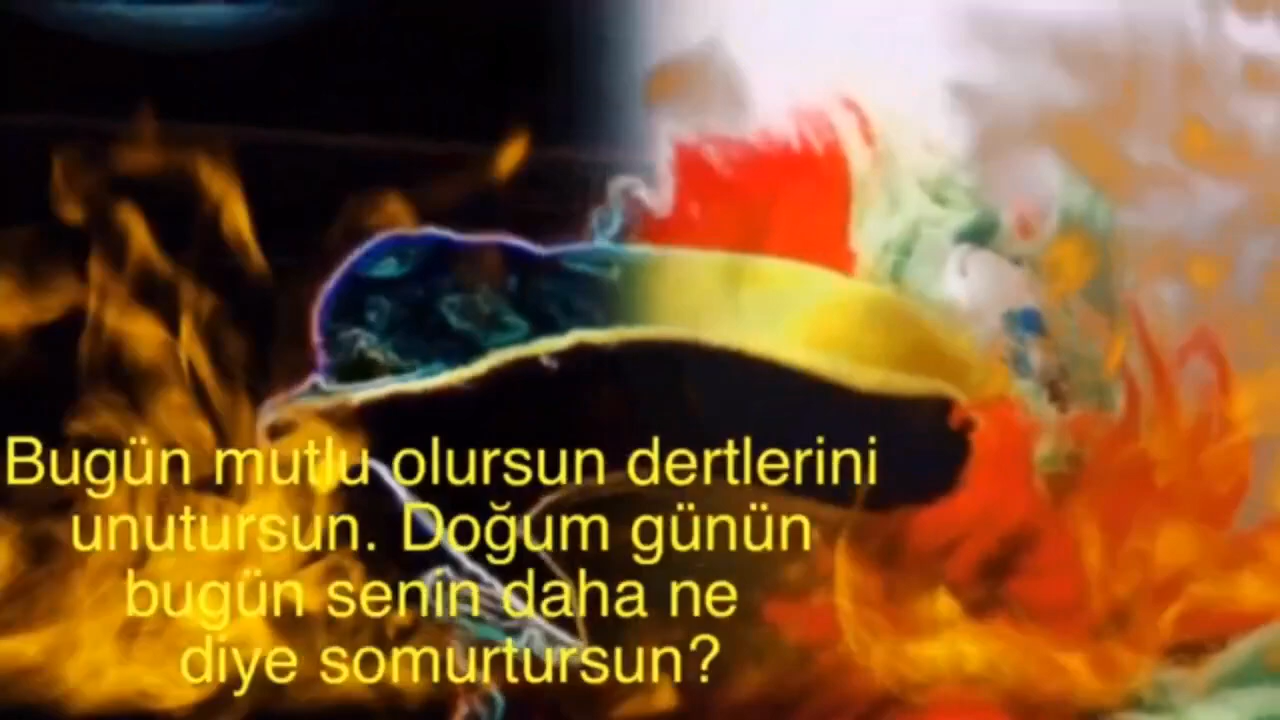 Bugün mutlu olursun dertlerini
unutursun. Doğum günün
bugün senin daha ne
diye somurtursun?